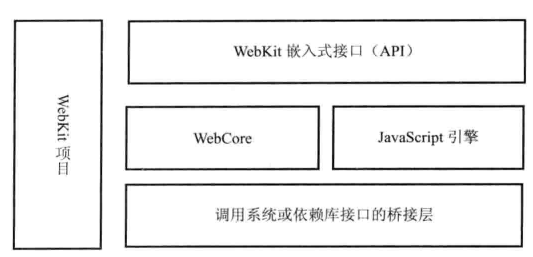 WebKit 项目
WebKit 嵌入式接口（API）
WebCore
JavaScript 引擎
调用系统或依赖库接口的桥接层